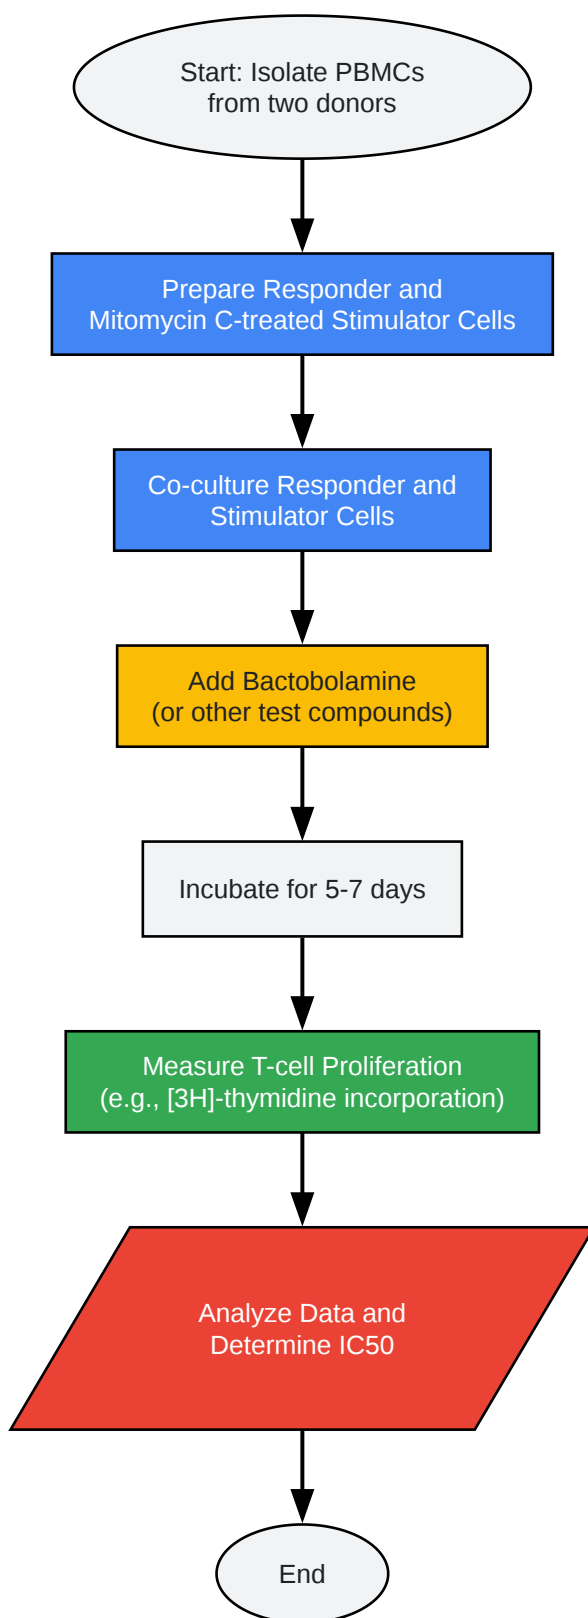 Start: Isolate PBMCs
from two donors
Prepare Responder and
Mitomycin C-treated Stimulator Cells
Co-culture Responder and
Stimulator Cells
Add Bactobolamine
(or other test compounds)
Incubate for 5-7 days
Measure T-cell Proliferation
(e.g., [3H]-thymidine incorporation)
Analyze Data and
Determine IC50
End